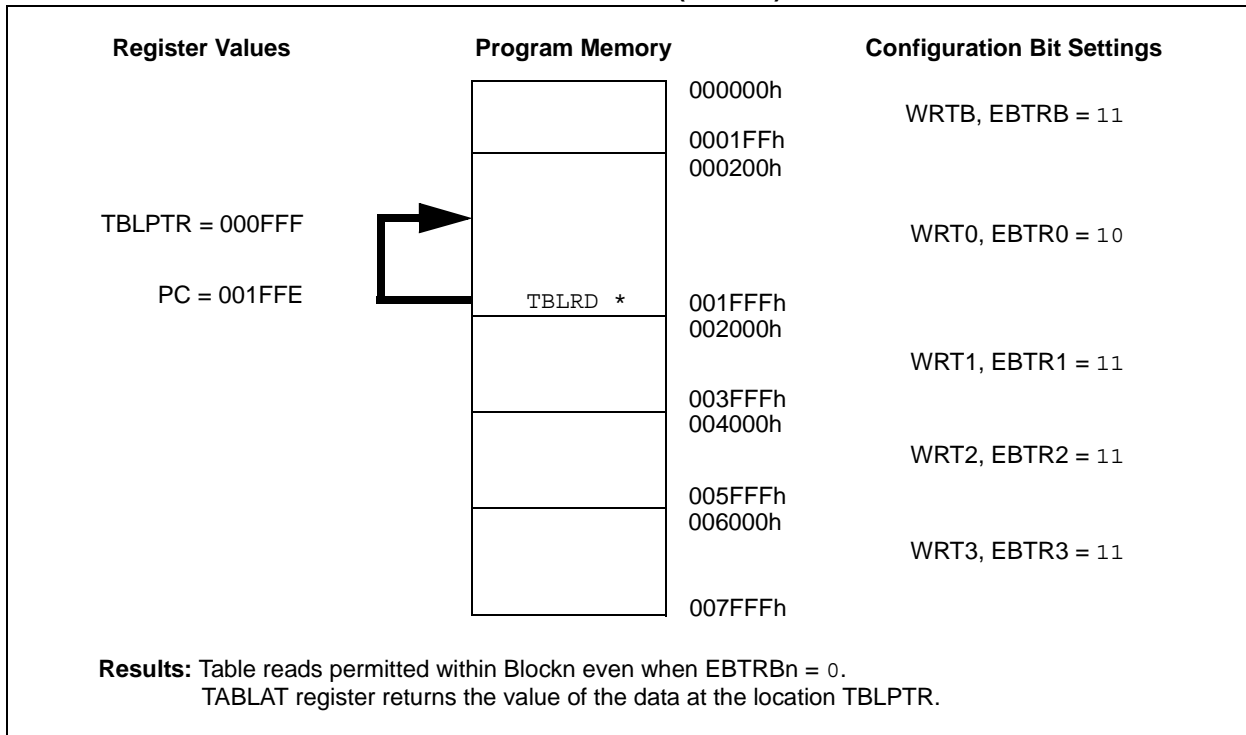 Register Values Program Memory Configuration Bit Settings
000000h
WRTB, EBTRB = 11
0001FFh
000200h
TBLPTR = 000FFF
WRT0, EBTR0 = 10
PC = 001FFE
TBLRD *
001FFFh
002000h
WRT1, EBTR1 = 11
003FFFh
004000h
WRT2, EBTR2 = 11
005FFFh
006000h
WRT3, EBTR3 = 11
007FFFh
Results: Table reads permitted within Blockn even when EBTRBn = 0.
TABLAT register returns the value of the data at the location TBLPTR.